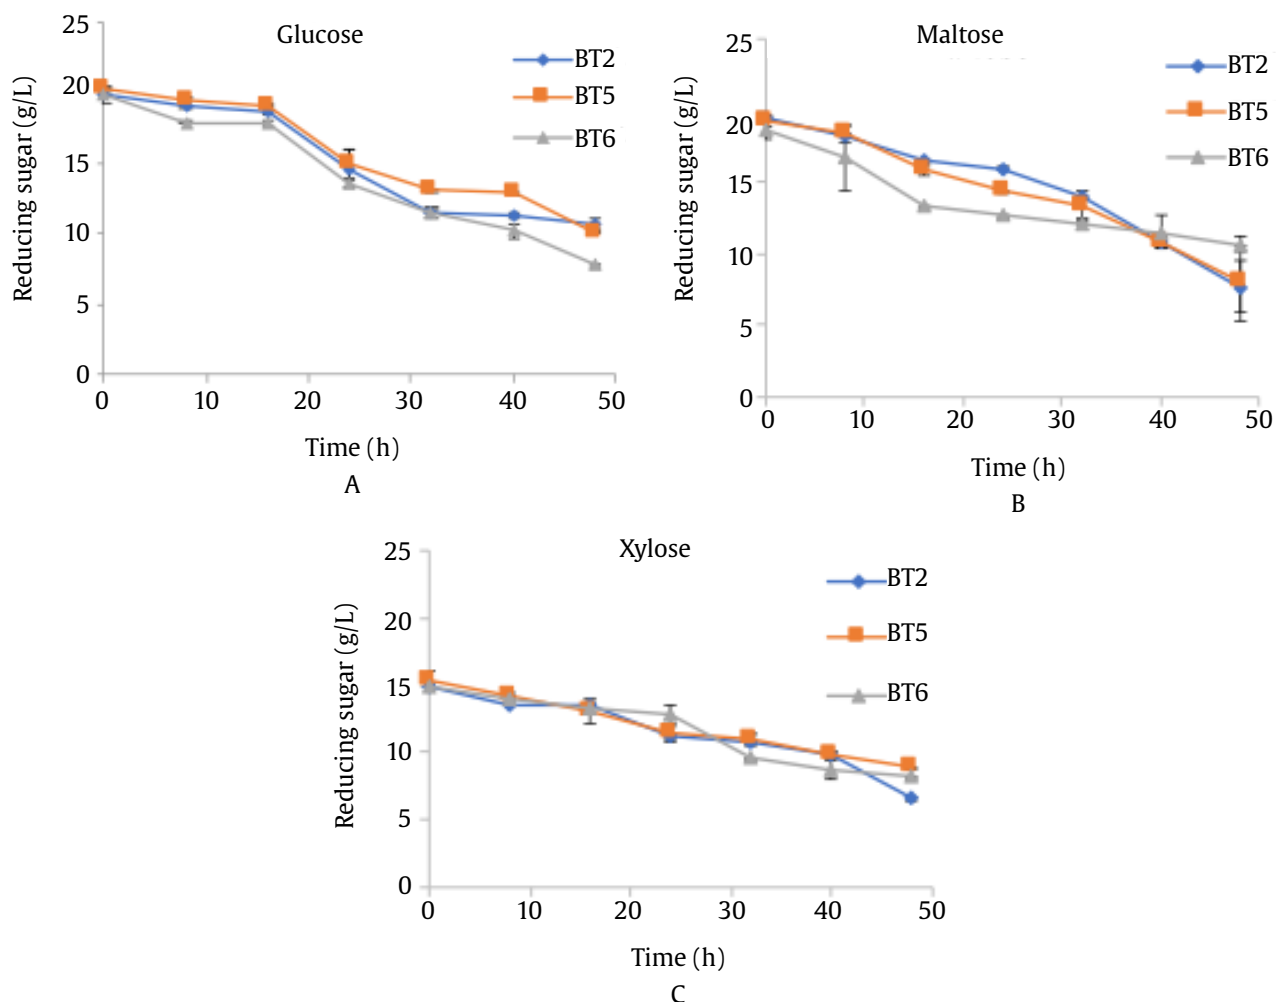 Glucose
25
20
15
10
5
0
Reducing sugar (g/L)
BT2
BT5
BT6
0 10 20 30 40 50
Time (h)
A
Maltose
25
20
15
10
5
0
Reducing sugar (g/L)
BT2
BT5
BT6
0 10 20 30 40 50
Time (h)
B
Xylose
25
20
15
10
5
0
Reducing sugar (g/L)
BT2
BT5
BT6
0 10 20 30 40 50
Time (h)
C